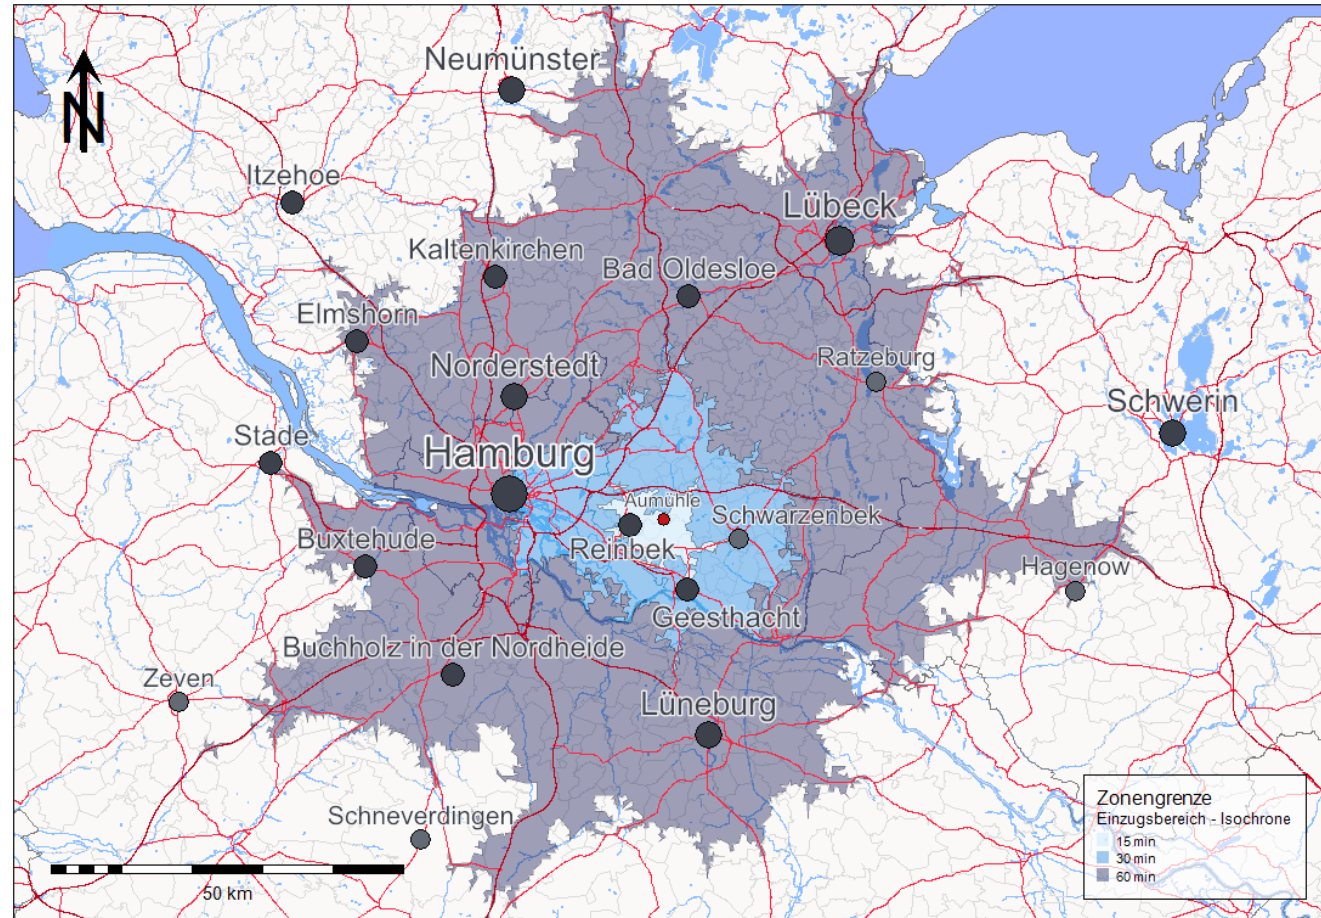 Neumünster
N
Itzehoe
Lübeck
Kaltenkirchen
Bad Oldesloe
Elmshorn
Ratzeburg
Norderstedt
Schwerin
Stade
Hamburg
Aumühle
Schwarzenbek
Buxtehude
Reinbek
Hagenow
Geesthacht
Buchholz in der Nordheide
Zeven
Lüneburg
Schneverdingen
50 km
Zonengrenze
Einzugsbereich - Isochrone
15 min
30 min
60 min